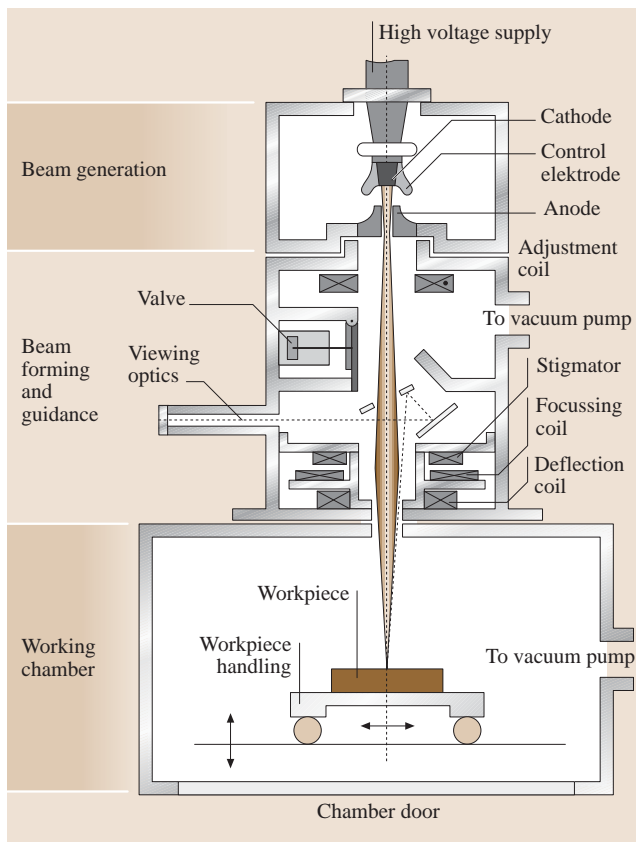 High voltage supply
Cathode
Beam generation
Control
elektrode
Anode
Adjustment
coil
Valve
To vacuum pump
Beam
forming
and
guidance
Viewing
optics
Stigmator
Focussing
coil
Deflection
coil
Workpiece
Working
chamber
Workpiece
handling
To vacuum pump
Chamber door